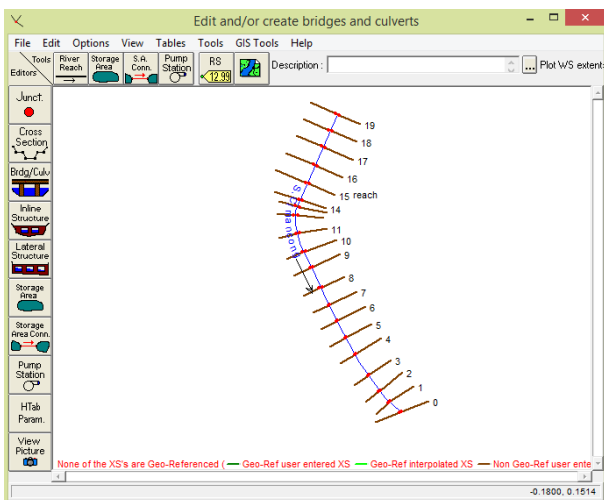 Edit and/or create bridges and culverts
File Edit Options View Tables Tools GIS Tools Help
Tools
Editors
River
Reach
Storage
Area
S.A.
Conn.
Pump
Station
RS
12.99
Description :
...
Plot WS extent:
Junct.
Cross
Section
Brdg/Culv
Inline
Structure
Lateral
Structure
Storage
Area
Storage
Area Conn.
Pump
Station
HTab
Param.
View
Picture
19
18
17
16
15 reach
14
11
10
9
8
7
6
5
4
3
2
1
0
None of the XS's are Geo-Referenced ( Geo-Ref user entered XS Geo-Ref interpolated XS Non Geo-Ref user ente
-0.1800, 0.1514